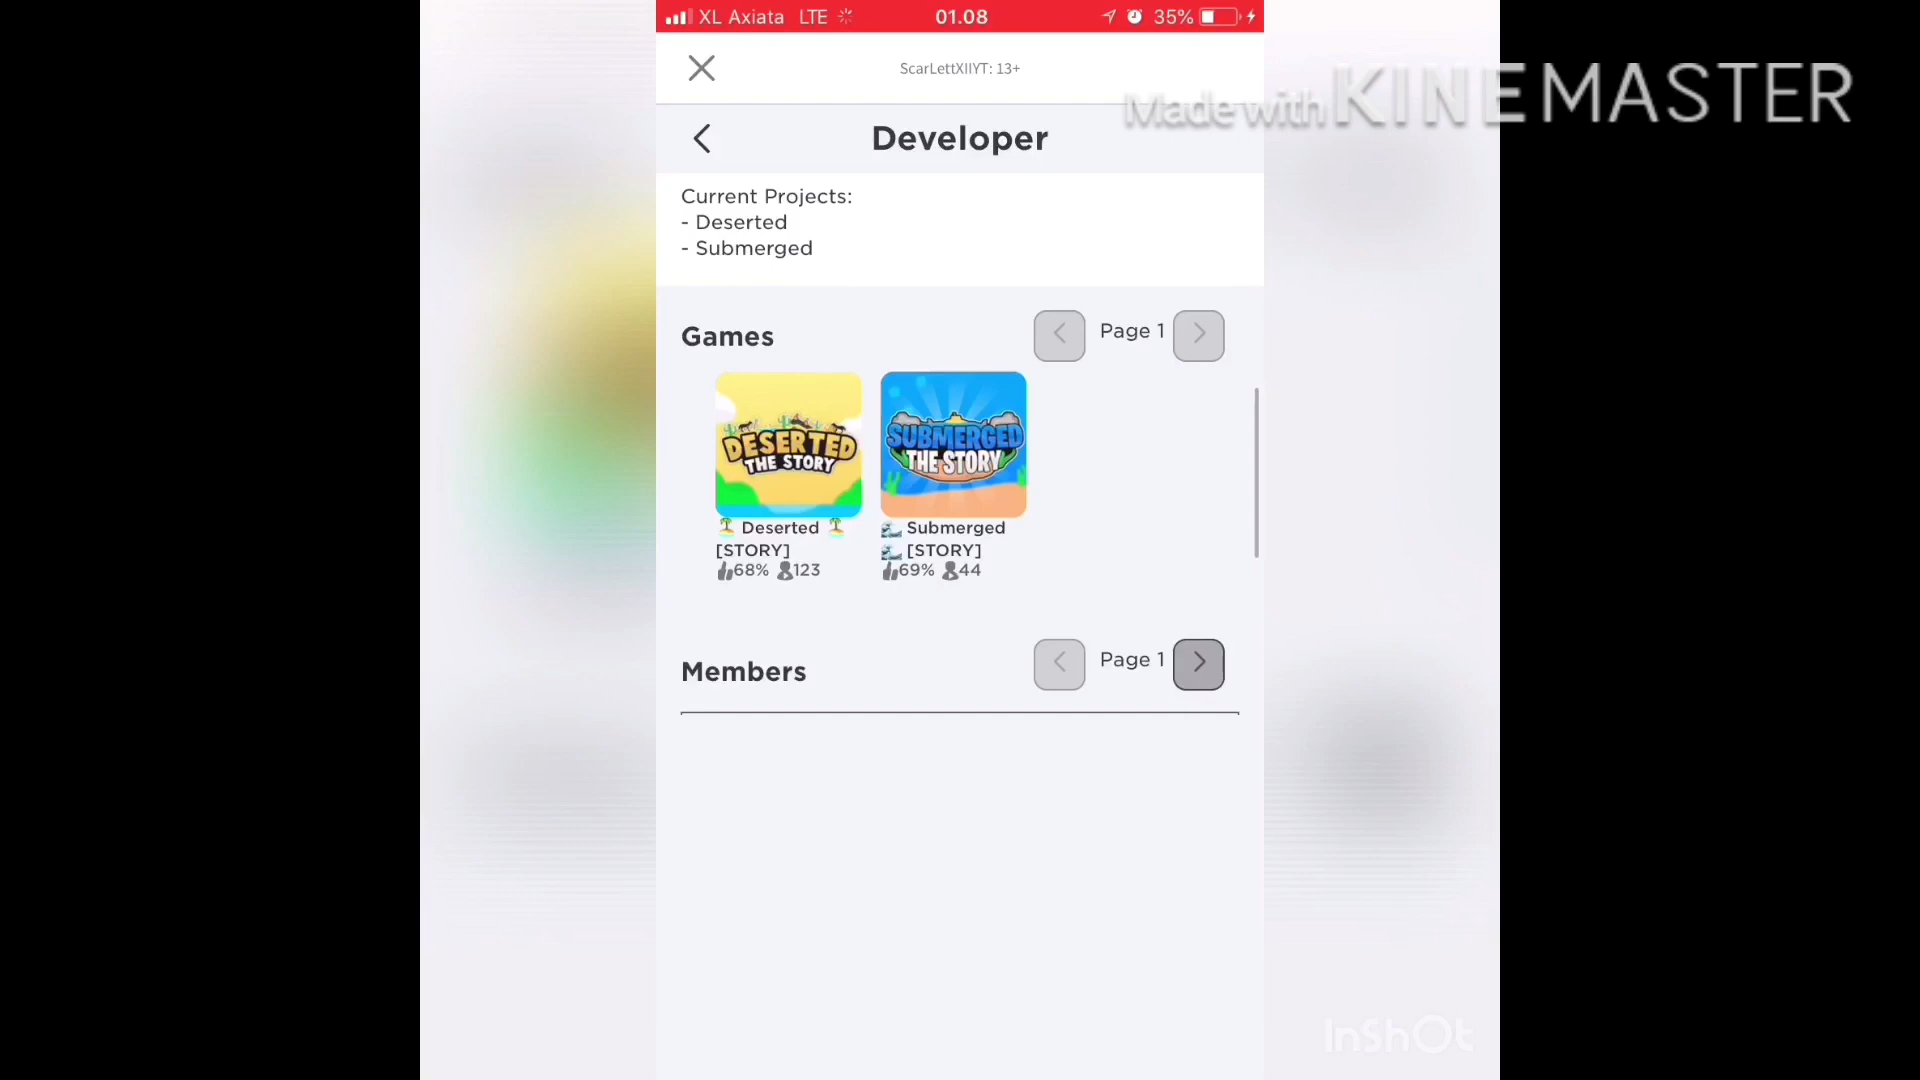 XL Axiata LTE 01.08 35%
ScarLettXIIYT: 13+
Made with KINEMASTER
Developer
Current Projects:
- Deserted
- Submerged
Games
Page 1
DESERTED
THE STORY
SUBMERGED
THE STORY
Deserted
[STORY]
68% 123
Submerged
[STORY]
69% 44
Members
Page 1
InShOt